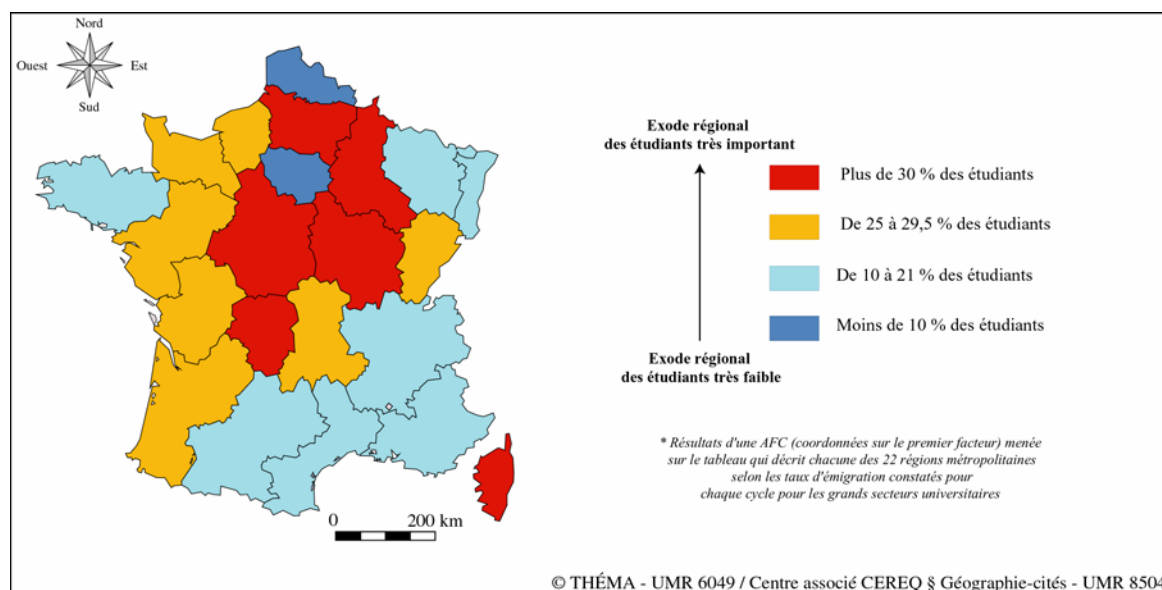 Nord
Ouest
Est
Sud
Exode régional
des étudiants très important
Plus de 30 % des étudiants
De 25 à 29,5 % des étudiants
De 10 à 21 % des étudiants
Moins de 10 % des étudiants
Exode régional
des étudiants très faible
* Résultats d'une AFC (coordonnées sur le premier facteur) menée
sur le tableau qui décrit chacune des 22 régions métropolitaines
selon les taux d'émigration constatés pour
chaque cycle pour les grands secteurs universitaires
0 200 km
© THÉMA - UMR 6049 / Centre associé CEREQ § Géographie-cités - UMR 8504